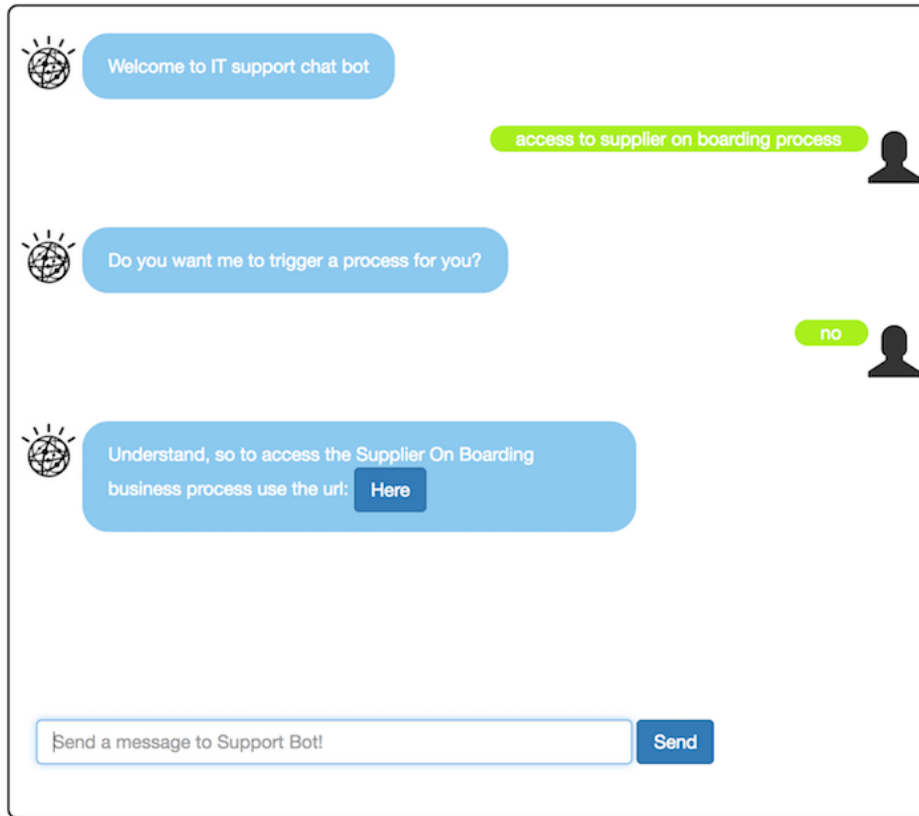 Welcome to IT support chat bot
access to supplier on boarding process
Do you want me to trigger a process for you?
no
Understand, so to access the Supplier On Boarding
business process use the url: Here
Send a message to Support Bot! Send